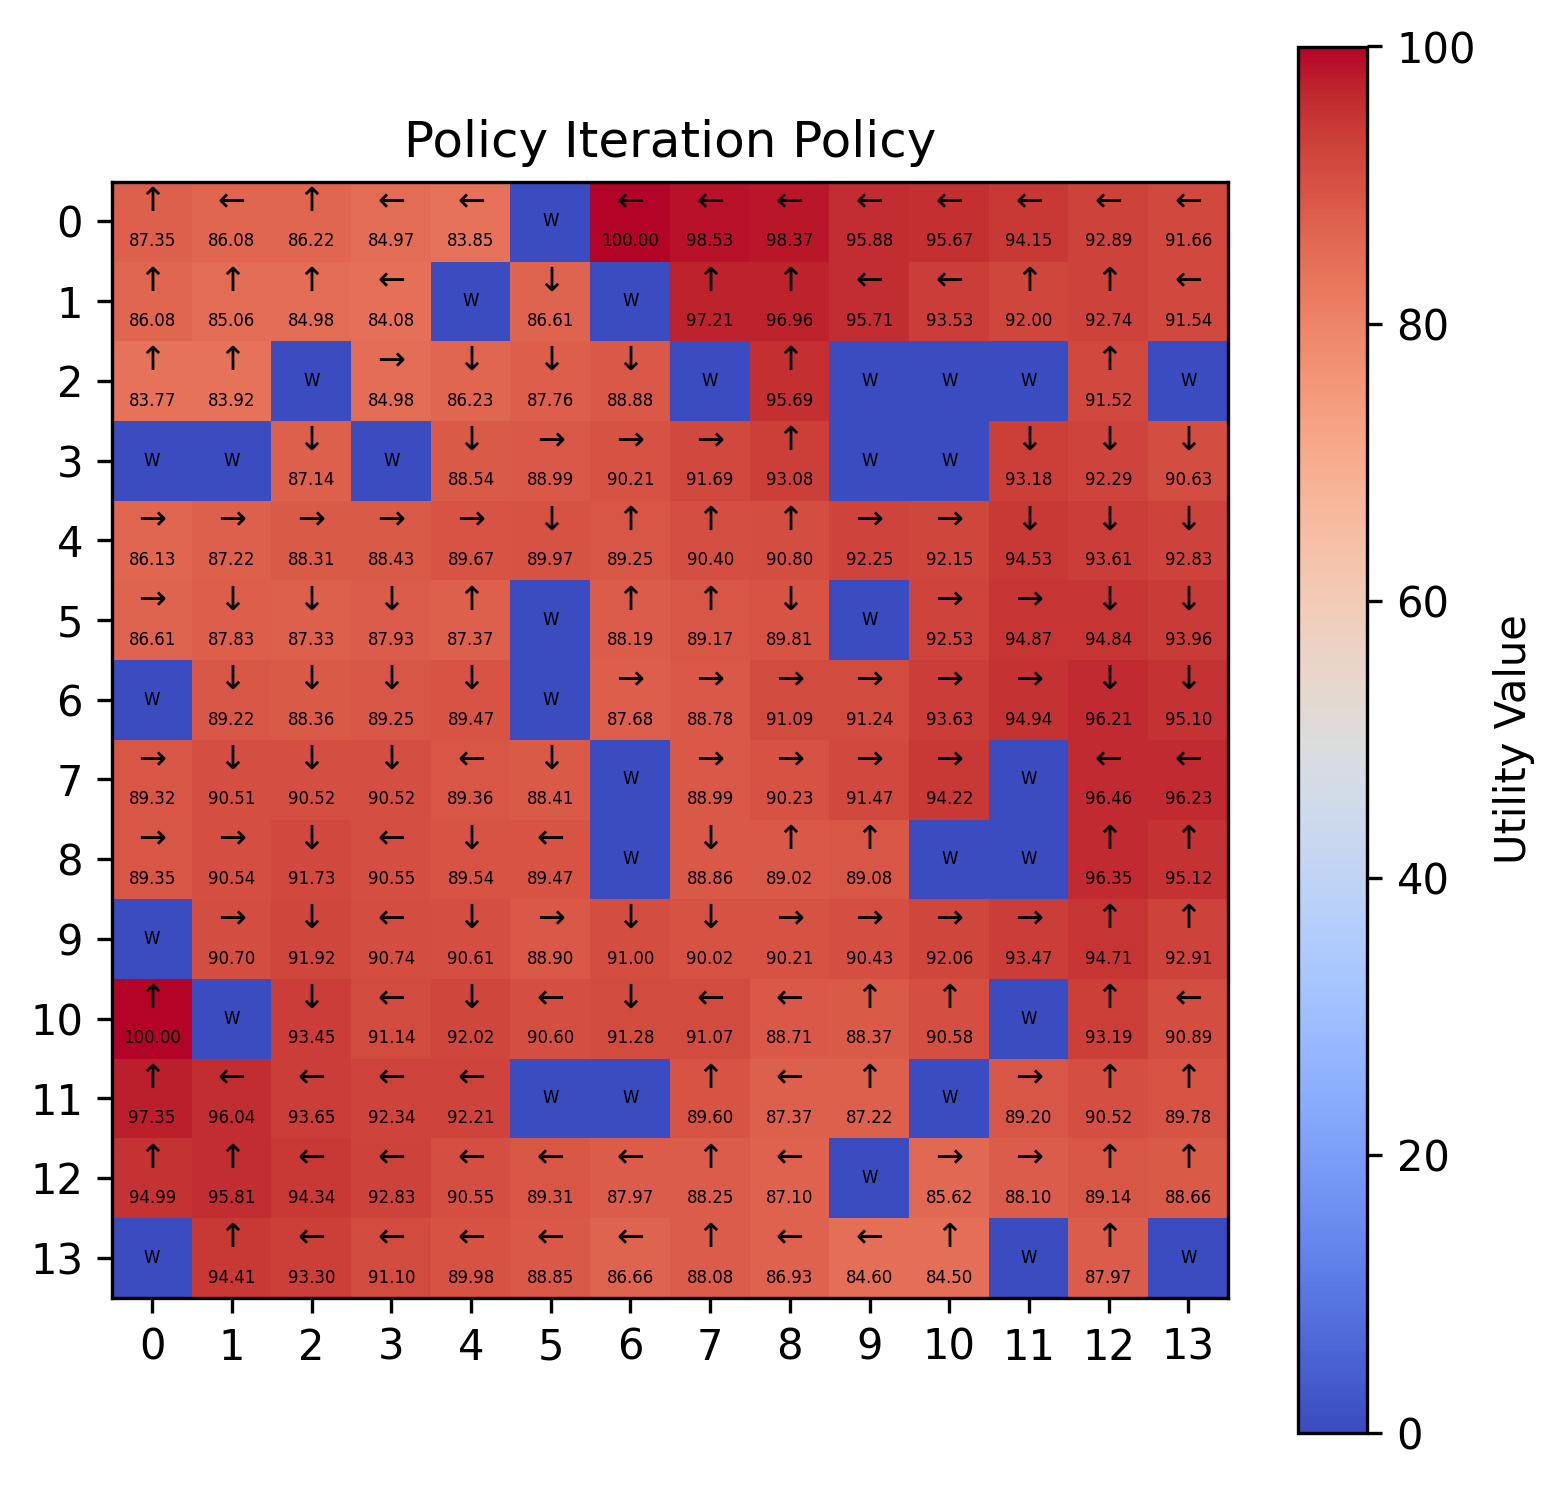 Policy Iteration Policy
0 ↑ ← ↑ ← ← W ← ← ← ← ← ← ← ←
87.35 86.08 86.22 84.97 83.85 100.00 98.53 98.37 95.88 95.67 94.15 92.89 91.66
1 ↑ ↑ ↑ ← W ↓ W ↑ ↑ ← ← ↑ ↑ ←
86.08 85.06 84.98 84.08 86.61 97.21 96.96 95.71 93.53 92.00 92.74 91.54
2 ↑ ↑ W → ↓ ↓ ↓ W ↑ W W W ↑ W
83.77 83.92 84.98 86.23 87.76 88.88 95.69 91.52
3 W W ↓ W ↓ → → → ↑ W W ↓ ↓ ↓
87.14 88.54 88.99 90.21 91.69 93.08 93.18 92.29 90.63
4 → → → → → ↓ ↑ ↑ ↑ → → ↓ ↓ ↓
86.13 87.22 88.31 88.43 89.67 89.97 89.25 90.40 90.80 92.25 92.15 94.53 93.61 92.83
5 → ↓ ↓ ↓ ↑ W ↑ ↑ ↓ W → → ↓ ↓
86.61 87.83 87.33 87.93 87.37 88.19 89.17 89.81 92.53 94.87 94.84 93.96
6 W ↓ ↓ ↓ ↓ W → → → → → → ↓ ↓
89.22 88.36 89.25 89.47 87.68 88.78 91.09 91.24 93.63 94.94 96.21 95.10
7 → ↓ ↓ ↓ ← ↓ W → → → → W ← ←
89.32 90.51 90.52 90.52 89.36 88.41 88.99 90.23 91.47 94.22 96.46 96.23
8 → → ↓ ← ↓ ← W ↓ ↑ ↑ W W ↑ ↑
89.35 90.54 91.73 90.55 89.54 89.47 88.86 89.02 89.08 96.35 95.12
9 W → ↓ ← ↓ → ↓ ↓ → → → → ↑ ↑
90.70 91.92 90.74 90.61 88.90 91.00 90.02 90.21 90.43 92.06 93.47 94.71 92.91
10 ↑ W ↓ ← ↓ ← ↓ ← ← ↑ ↑ W ↑ ←
100.00 93.45 91.14 92.02 90.60 91.28 91.07 88.71 88.37 90.58 93.19 90.89
11 ↑ ← ← ← ← W W ↑ ← ↑ W → ↑ ↑
97.35 96.04 93.65 92.34 92.21 89.60 87.37 87.22 89.20 90.52 89.78
12 ↑ ↑ ← ← ← ← ← ↑ ← W → → ↑ ↑
94.99 95.81 94.34 92.83 90.55 89.31 87.97 88.25 87.10 85.62 88.10 89.14 88.66
13 W ↑ ← ← ← ← ← ↑ ← ← ↑ W ↑ W
94.41 93.30 91.10 89.98 88.85 86.66 88.08 86.93 84.60 84.50 87.97
0 1 2 3 4 5 6 7 8 9 10 11 12 13
100
80
60
40
20
0
Utility Value